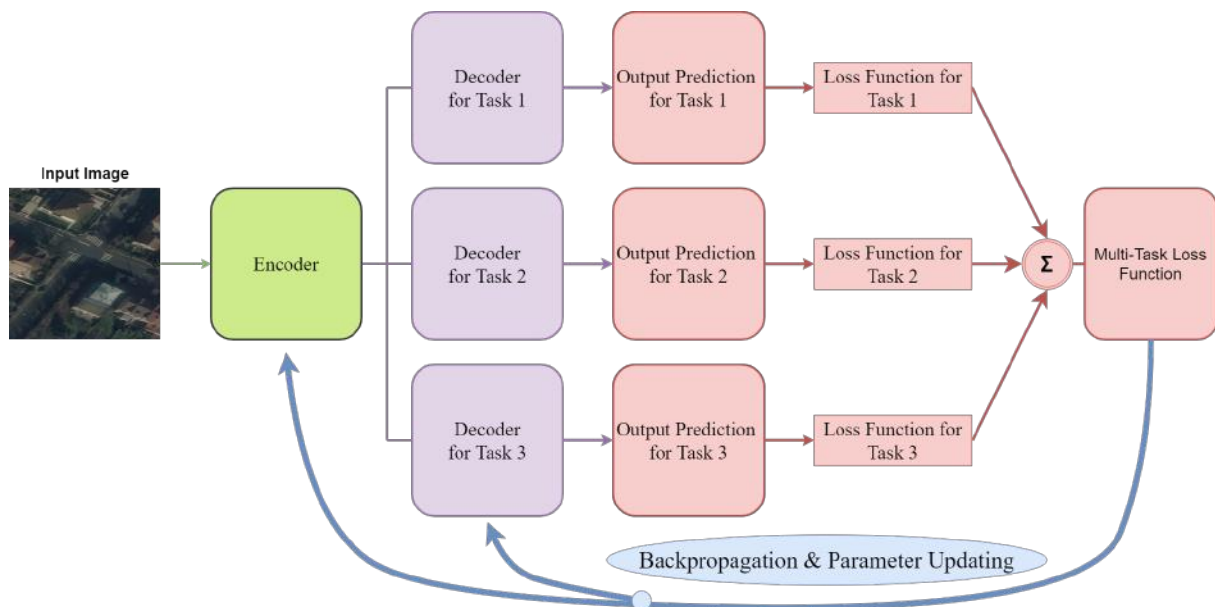 Input Image
Encoder
Decoder
for Task 1
Output Prediction
for Task 1
Loss Function for
Task 1
Decoder
for Task 2
Output Prediction
for Task 2
Loss Function for
Task 2
Σ
Multi-Task Loss
Function
Decoder
for Task 3
Output Prediction
for Task 3
Loss Function for
Task 3
Backpropagation & Parameter Updating